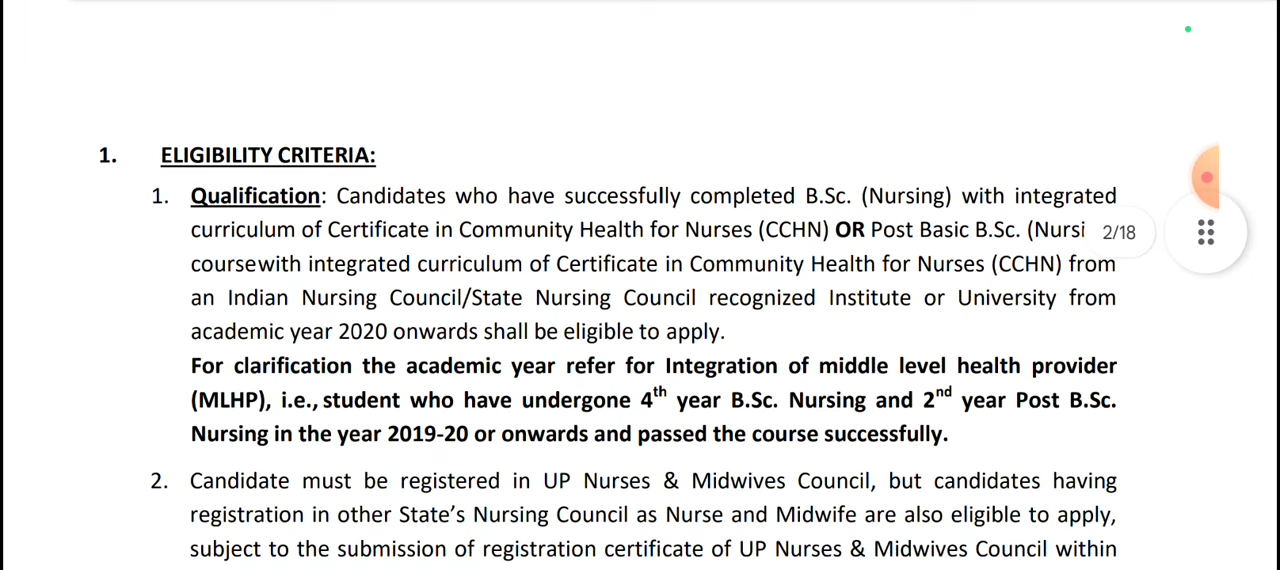 1. ELIGIBILITY CRITERIA:
1. Qualification: Candidates who have successfully completed B.Sc. (Nursing) with integrated
curriculum of Certificate in Community Health for Nurses (CCHN) OR Post Basic B.Sc. (Nursi
2/18
coursewith integrated curriculum of Certificate in Community Health for Nurses (CCHN) from
an Indian Nursing Council/State Nursing Council recognized Institute or University from
academic year 2020 onwards shall be eligible to apply.
For clarification the academic year refer for Integration of middle level health provider
(MLHP), i.e., student who have undergone 4th year B.Sc. Nursing and 2nd year Post B.Sc.
Nursing in the year 2019-20 or onwards and passed the course successfully.
2. Candidate must be registered in UP Nurses & Midwives Council, but candidates having
registration in other State's Nursing Council as Nurse and Midwife are also eligible to apply,
subject to the submission of registration certificate of UP Nurses & Midwives Council within